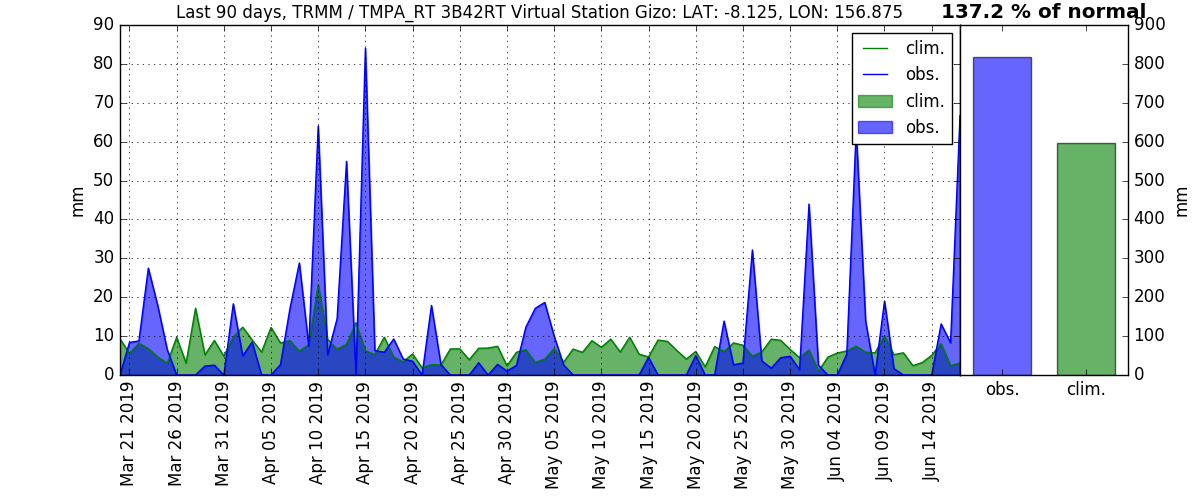 Last 90 days, TRMM / TMPA_RT 3B42RT Virtual Station Gizo: LAT: -8.125, LON: 156.875
137.2 % of normal
90
80
70
60
50
40
30
20
10
0
mm
clim.
obs.
clim.
obs.
900
800
700
600
500
400
300
200
100
0
mm
Mar 21 2019
Mar 26 2019
Mar 31 2019
Apr 05 2019
Apr 10 2019
Apr 15 2019
Apr 20 2019
Apr 25 2019
Apr 30 2019
May 05 2019
May 10 2019
May 15 2019
May 20 2019
May 25 2019
May 30 2019
Jun 04 2019
Jun 09 2019
Jun 14 2019
obs.
clim.